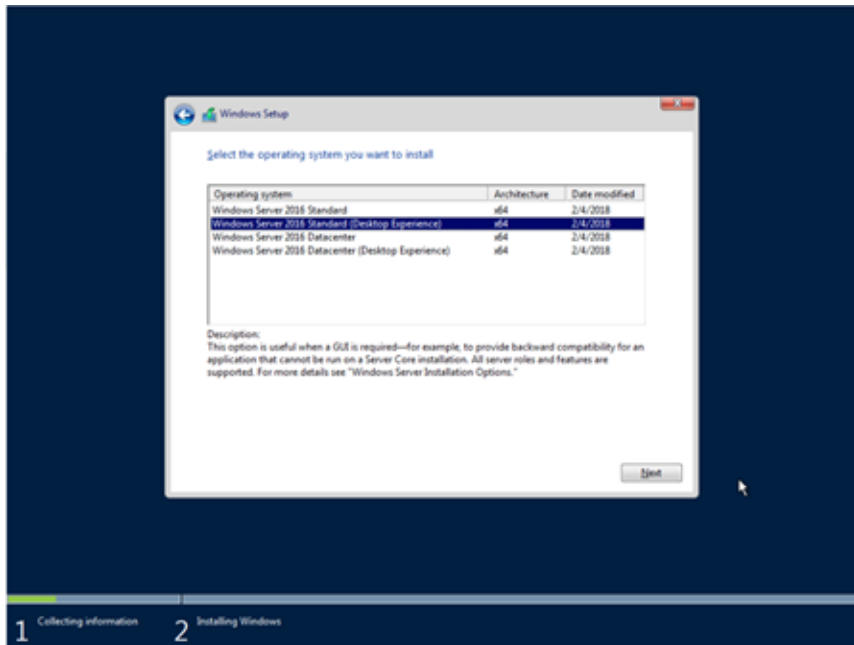 Windows Setup
Select the operating system you want to install
Operating system Architecture Date modified
Windows Server 2016 Standard x64 2/4/2018
Windows Server 2016 Standard (Desktop Experience) x64 2/4/2018
Windows Server 2016 Datacenter x64 2/4/2018
Windows Server 2016 Datacenter (Desktop Experience) x64 2/4/2018
Description:
This option is useful when a GUI is required—for example, to provide backward compatibility for an
application that cannot be run on a Server Core installation. All server roles and features are
supported. For more details see "Windows Server Installation Options."
Next
1 Collecting information 2 Installing Windows